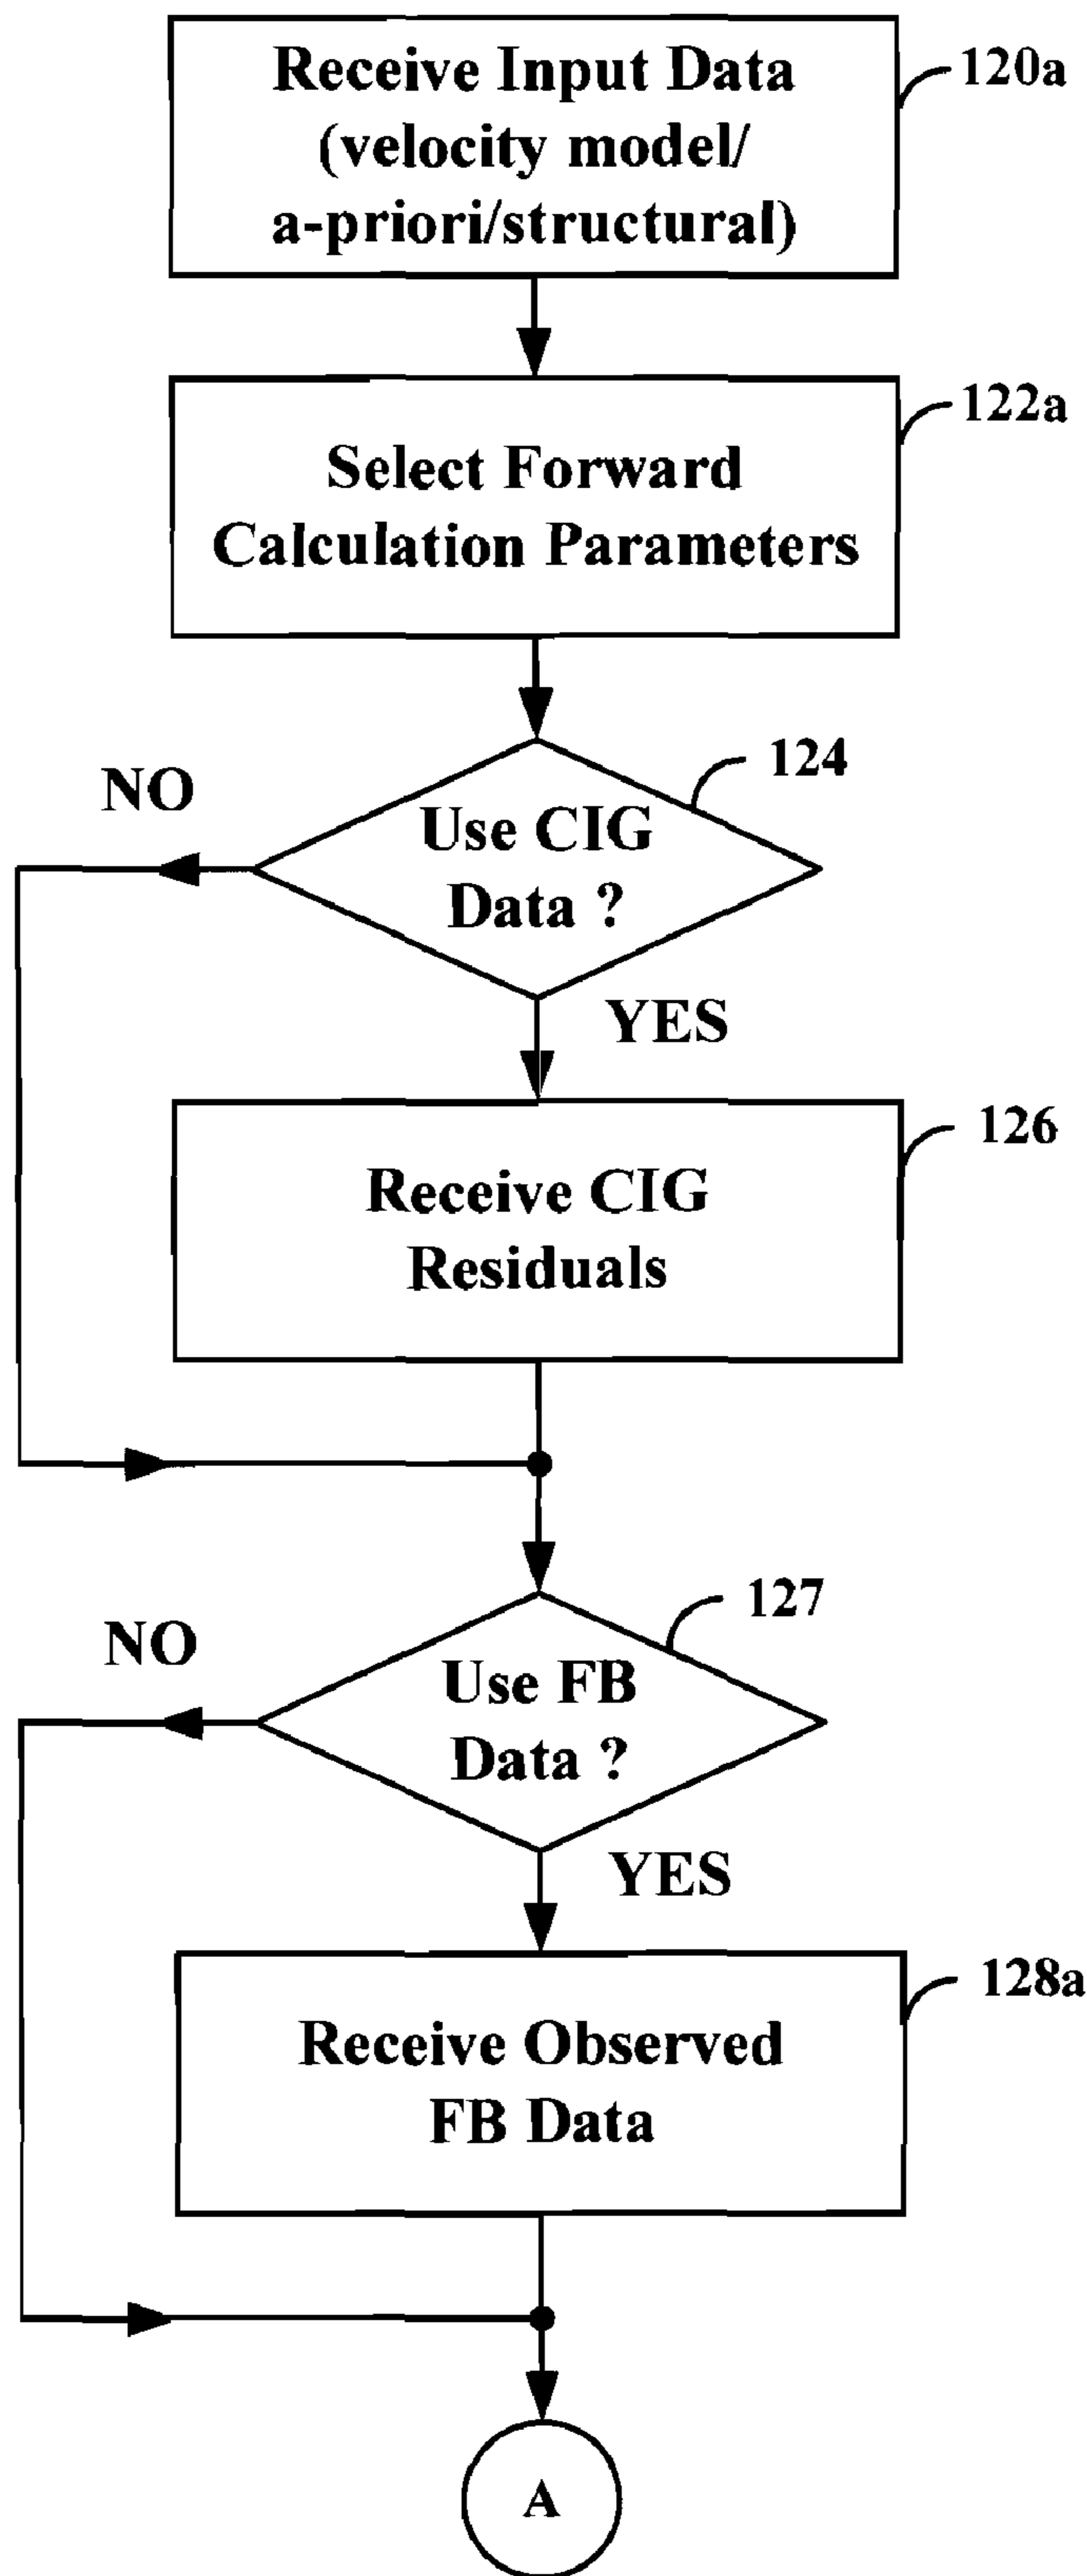 Receive Input Data
(velocity model/
a-priori/structural)
120a
Select Forward
Calculation Parameters
122a
124
NO
Use CIG
Data ?
YES
126
Receive CIG
Residuals
127
NO
Use FB
Data ?
YES
128a
Receive Observed
FB Data
A